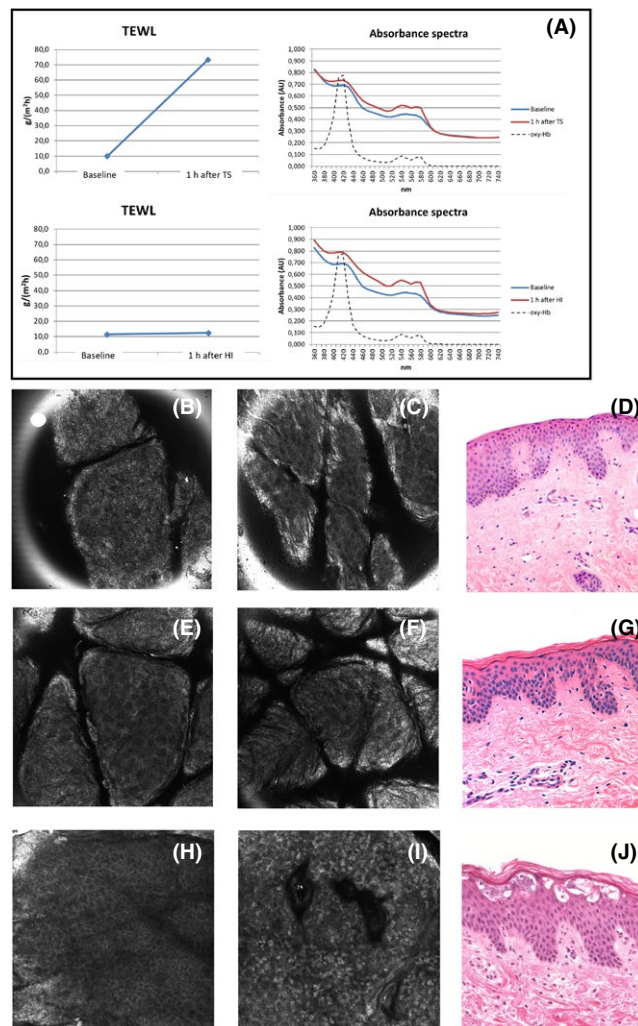 (A)
TEWL
g/(m²h)
80,0
70,0
60,0
50,0
40,0
30,0
20,0
10,0
0,0
Baseline 1 h after TS
Absorbance spectra
Absorbance (AU)
1,000
0,900
0,800
0,700
0,600
0,500
0,400
0,300
0,200
0,100
0,000
360 380 400 420 440 460 480 500 520 540 560 580 600 620 640 660 680 700 720 740
nm
Baseline
1 h after TS
oxy-Hb
TEWL
g/(m²h)
80,0
70,0
60,0
50,0
40,0
30,0
20,0
10,0
0,0
Baseline 1 h after HI
Absorbance spectra
Absorbance (AU)
1,000
0,900
0,800
0,700
0,600
0,500
0,400
0,300
0,200
0,100
0,000
360 380 400 420 440 460 480 500 520 540 560 580 600 620 640 660 680 700 720 740
nm
Baseline
1 h after HI
oxy-Hb
(B) (C) (D)
(E) (F) (G)
(H) (I) (J)